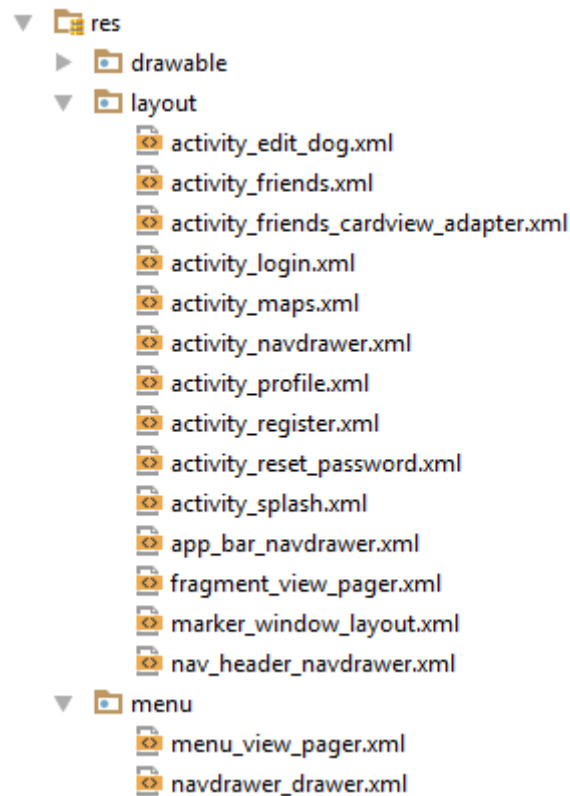 res
drawable
layout
activity_edit_dog.xml
activity_friends.xml
activity_friends_cardview_adapter.xml
activity_login.xml
activity_maps.xml
activity_navdrawer.xml
activity_profile.xml
activity_register.xml
activity_reset_password.xml
activity_splash.xml
app_bar_navdrawer.xml
fragment_view_pager.xml
marker_window_layout.xml
nav_header_navdrawer.xml
menu
menu_view_pager.xml
navdrawer_drawer.xml